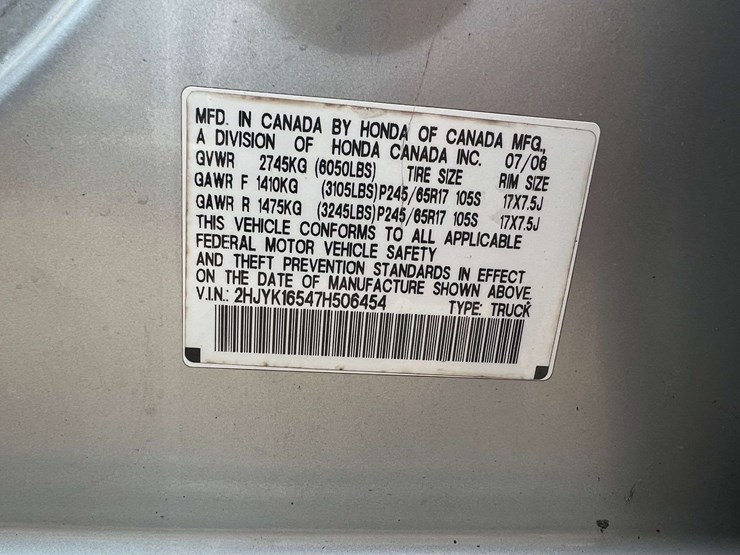 MFD. IN CANADA BY HONDA OF CANADA MFG.,
A DIVISION OF HONDA CANADA INC. 07/06
GVWR 2745KG (6050LBS) TIRE SIZE RIM SIZE
GAWR F 1410KG (3105LBS) P245/65R17 105S 17X7.5J
GAWR R 1475KG (3245LBS) P245/65R17 105S 17X7.5J
THIS VEHICLE CONFORMS TO ALL APPLICABLE
FEDERAL MOTOR VEHICLE SAFETY
AND THEFT PREVENTION STANDARDS IN EFFECT
ON THE DATE OF MANUFACTURE SHOWN ABOVE.
V.I.N.: 2HJYK16547H506454 TYPE: TRUCK